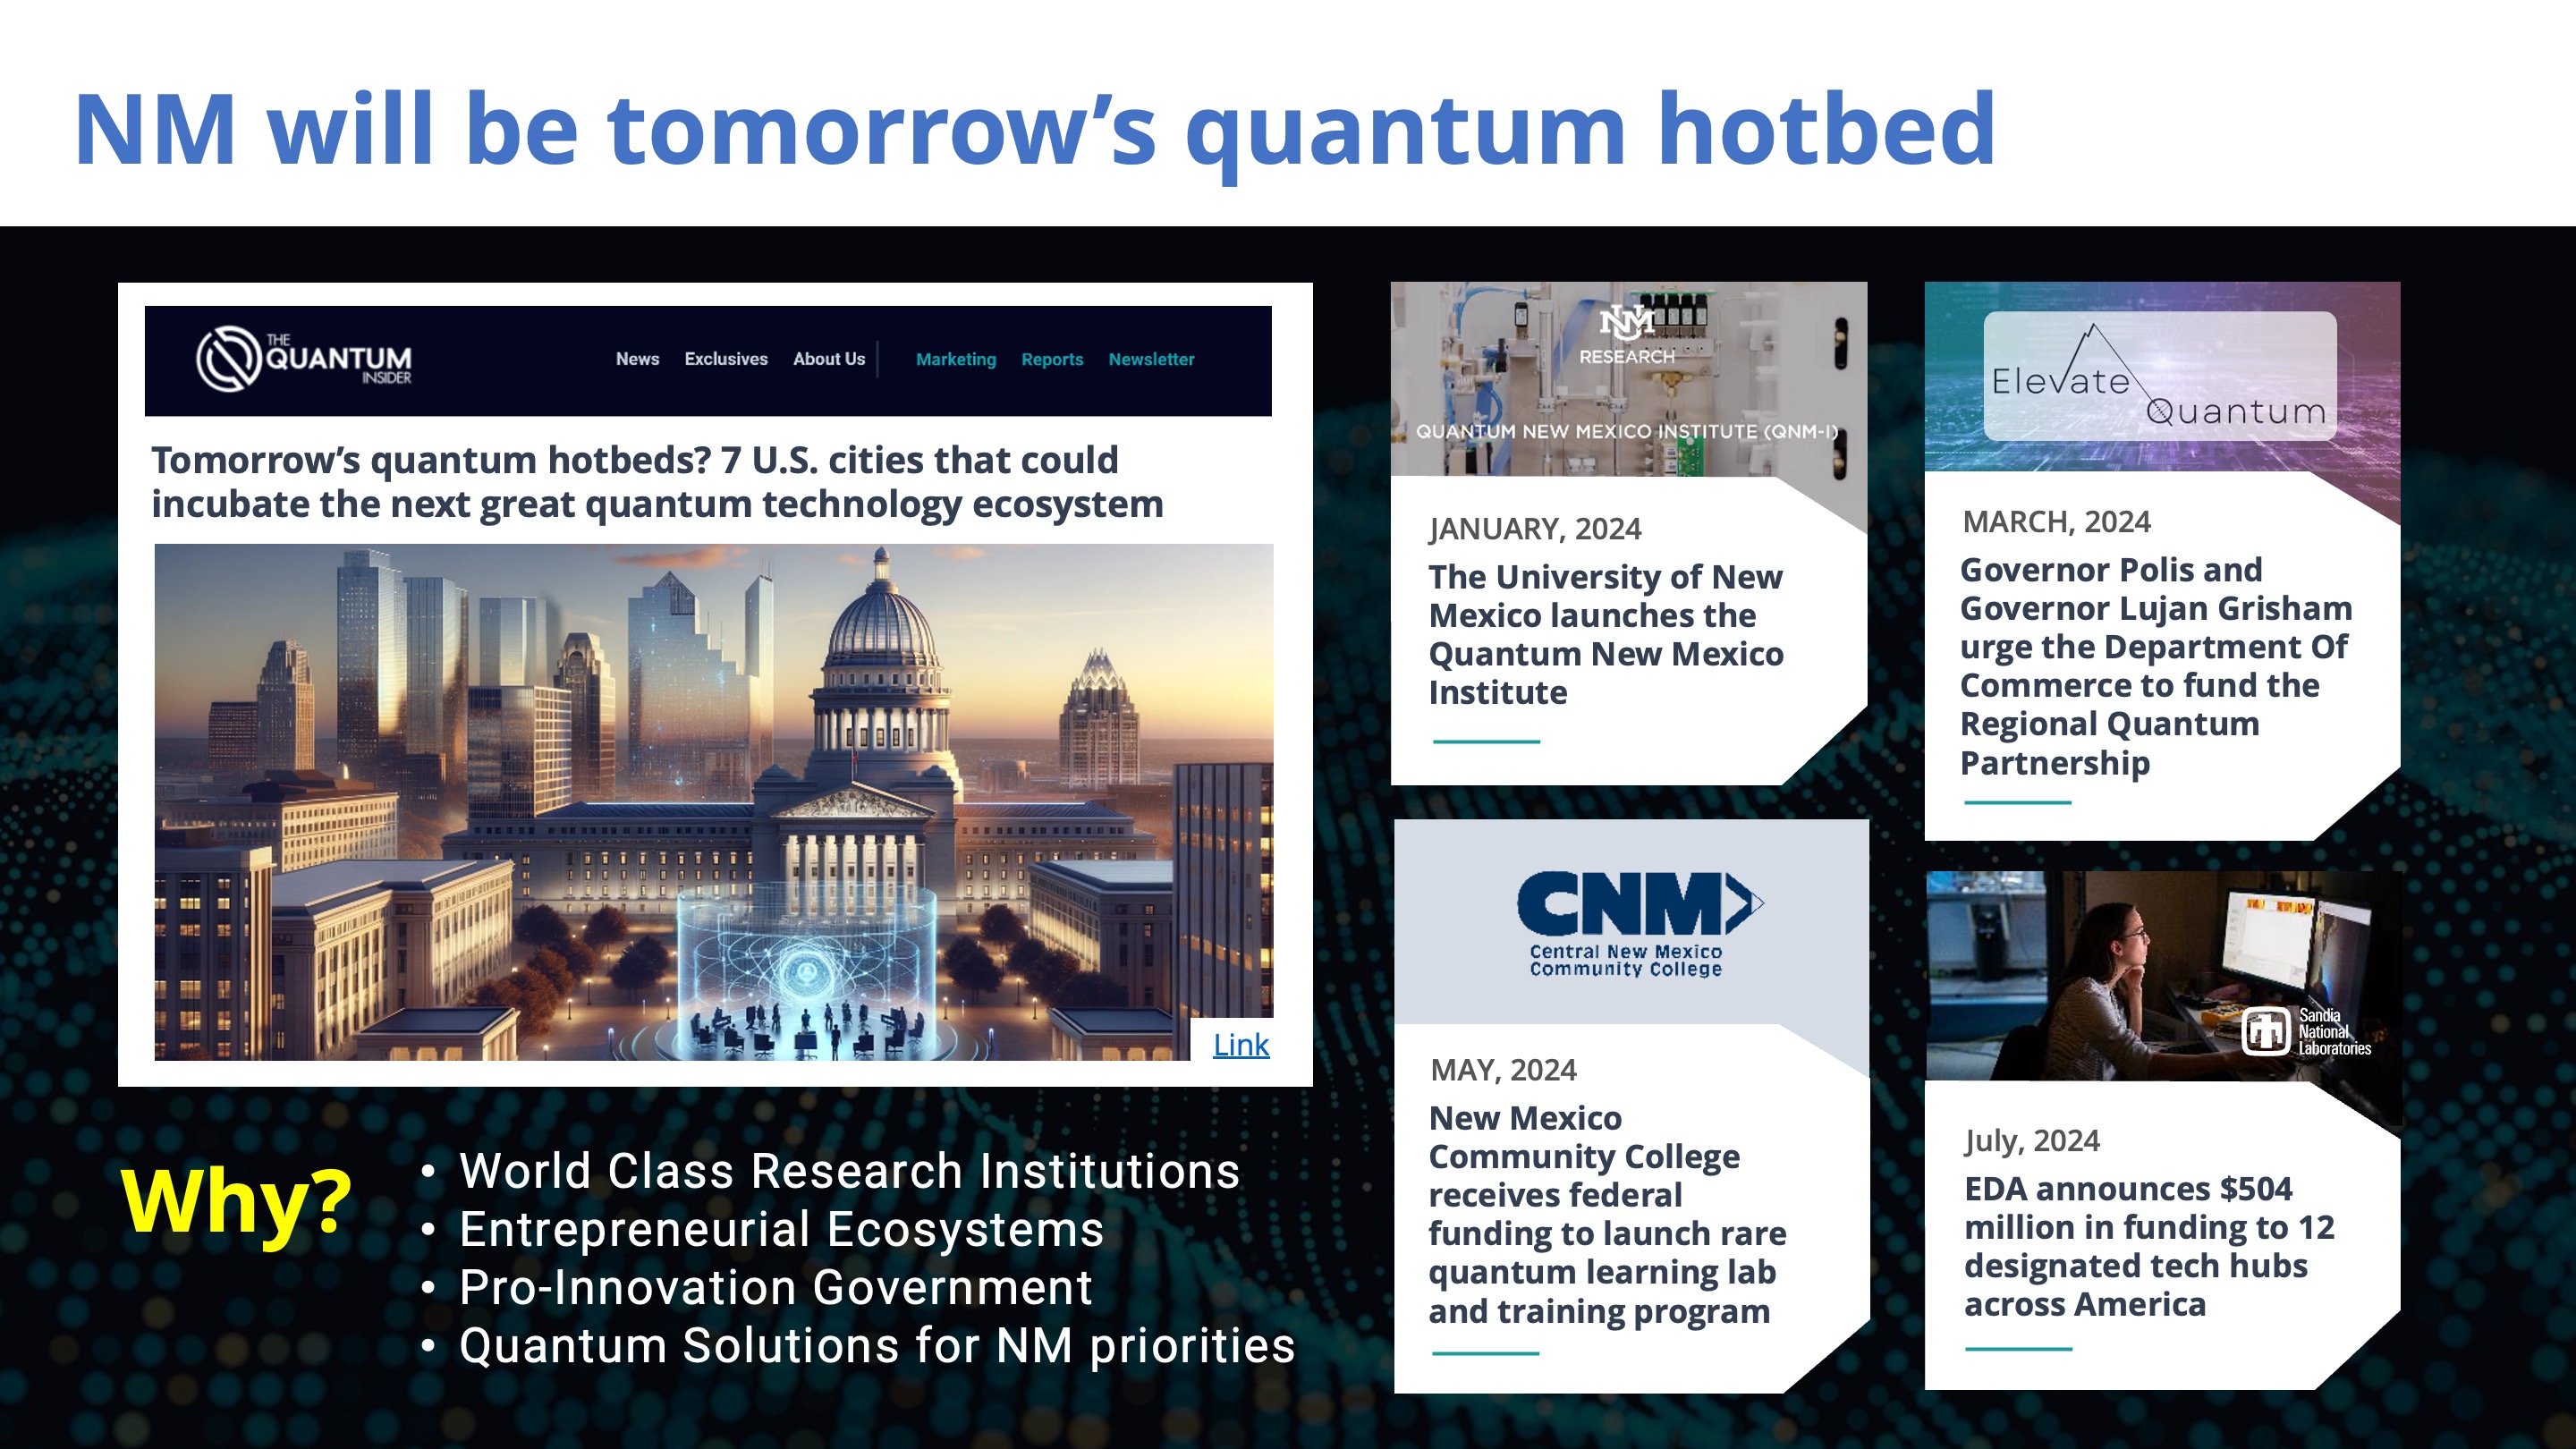 NM will be tomorrow’s quantum hotbed
THE
QUANTUM
INSIDER
News Exclusives About Us Marketing Reports Newsletter
Tomorrow’s quantum hotbeds? 7 U.S. cities that could
incubate the next great quantum technology ecosystem
Link
Why?
• World Class Research Institutions
• Entrepreneurial Ecosystems
• Pro-Innovation Government
• Quantum Solutions for NM priorities
NM
RESEARCH
QUANTUM NEW MEXICO INSTITUTE (QNM-I)
JANUARY, 2024
The University of New
Mexico launches the
Quantum New Mexico
Institute
Elevate
Quantum
MARCH, 2024
Governor Polis and
Governor Lujan Grisham
urge the Department Of
Commerce to fund the
Regional Quantum
Partnership
CNM
Central New Mexico
Community College
MAY, 2024
New Mexico
Community College
receives federal
funding to launch rare
quantum learning lab
and training program
Sandia
National
Laboratories
July, 2024
EDA announces $504
million in funding to 12
designated tech hubs
across America